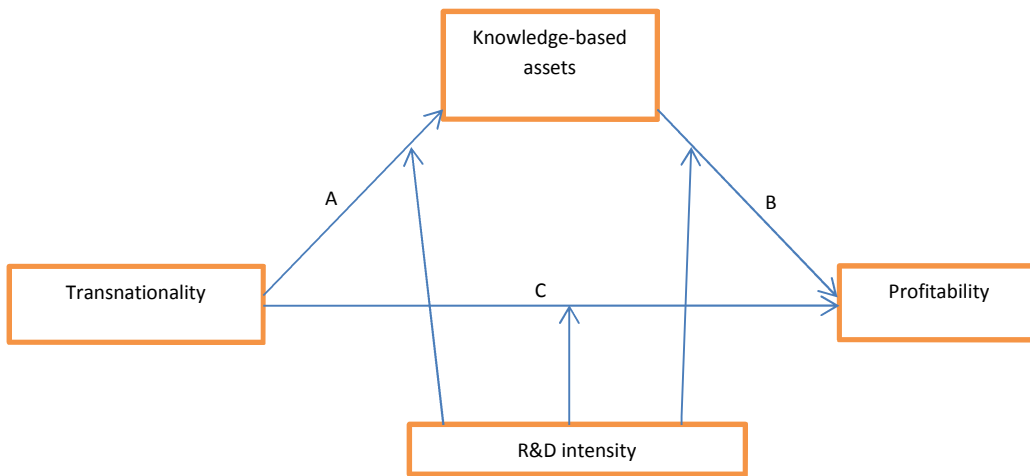 Knowledge-based
assets
A
B
Transnationality
C
Profitability
R&D intensity